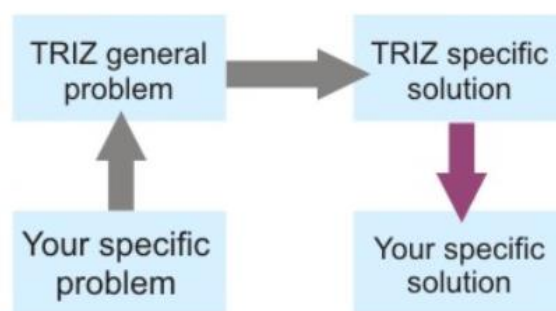 TRIZ general
problem
TRIZ specific
solution
Your specific
problem
Your specific
solution